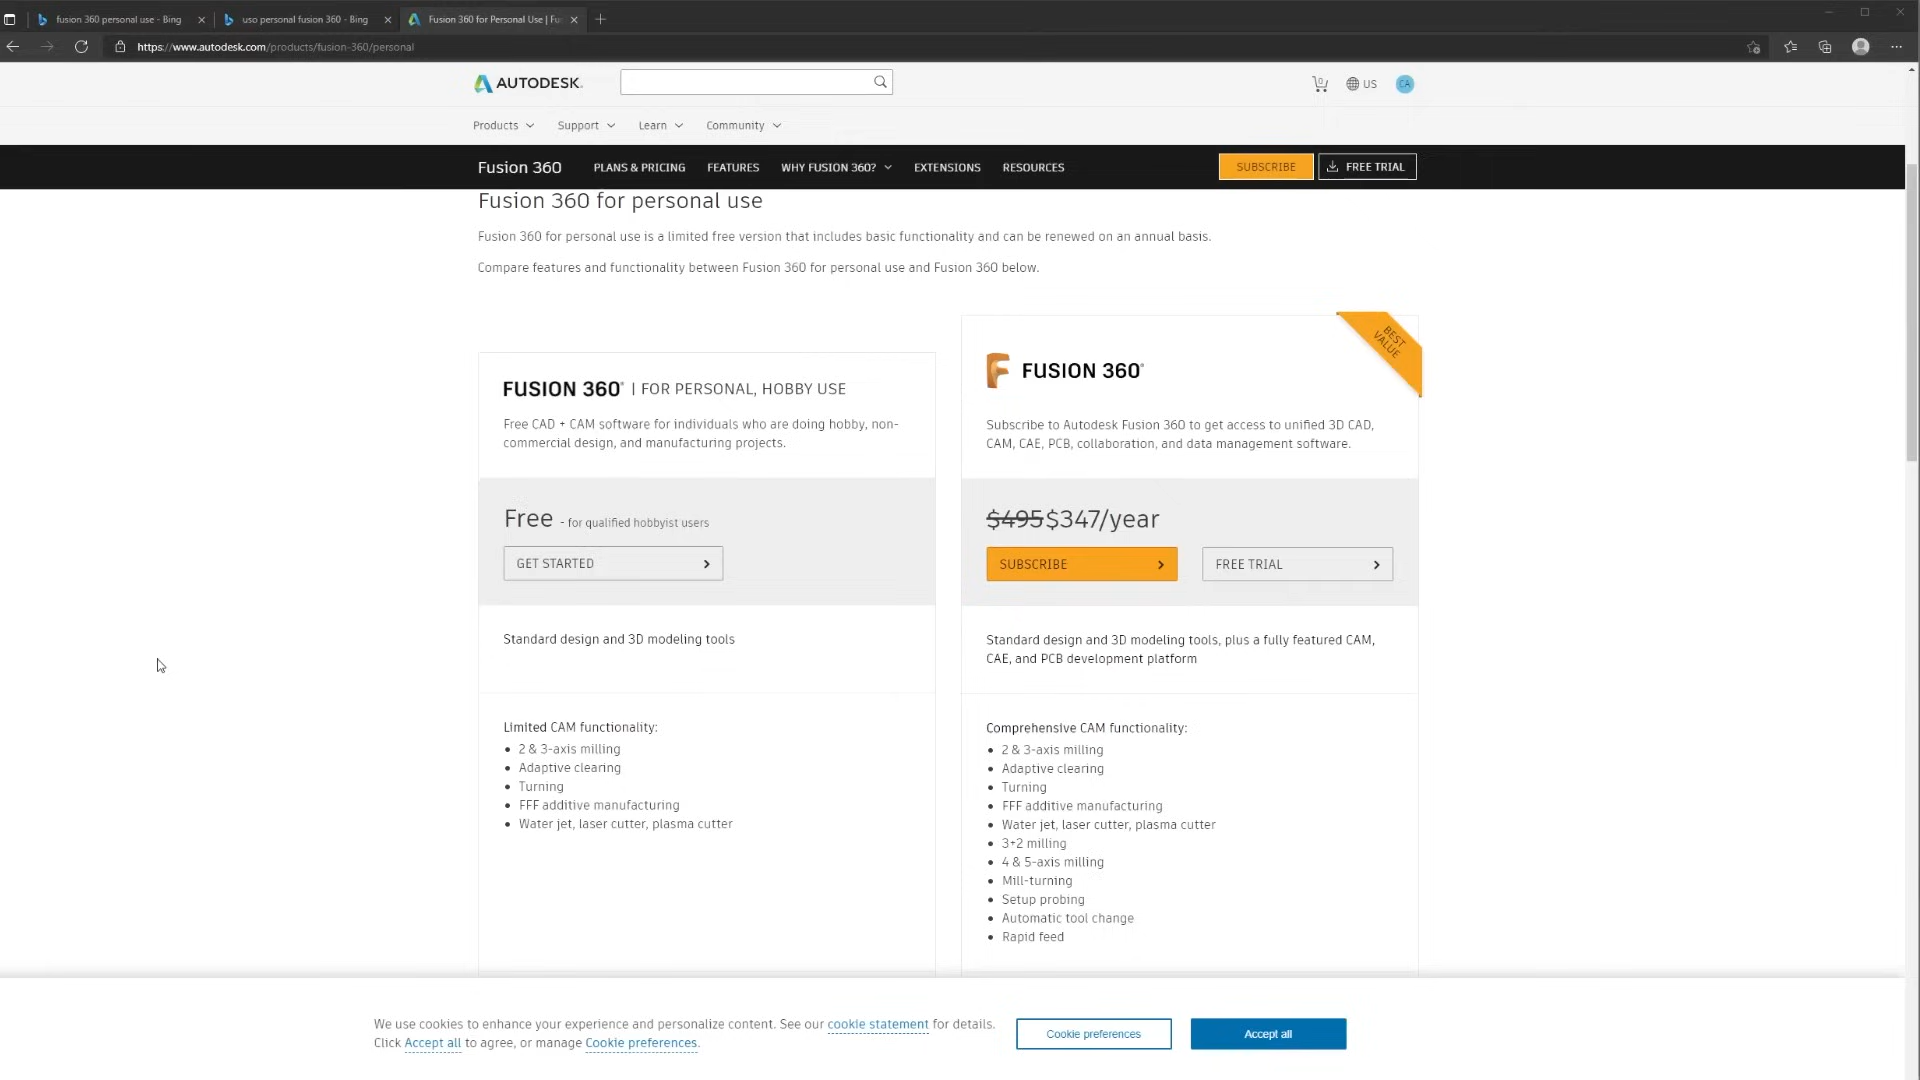 fusion 360 personal use - Bing
uso personal fusion 360 - Bing
Fusion 360 for Personal Use | Fus
https://www.autodesk.com/products/fusion-360/personal
AUTODESK.
0
US
CA
Products
Support
Learn
Community
Fusion 360
PLANS & PRICING
FEATURES
WHY FUSION 360?
EXTENSIONS
RESOURCES
SUBSCRIBE
FREE TRIAL
Fusion 360 for personal use
Fusion 360 for personal use is a limited free version that includes basic functionality and can be renewed on an annual basis.
Compare features and functionality between Fusion 360 for personal use and Fusion 360 below.
FUSION 360® | FOR PERSONAL, HOBBY USE
Free CAD + CAM software for individuals who are doing hobby, non-
commercial design, and manufacturing projects.
Free - for qualified hobbyist users
GET STARTED
Standard design and 3D modeling tools
Limited CAM functionality:
• 2 & 3-axis milling
• Adaptive clearing
• Turning
• FFF additive manufacturing
• Water jet, laser cutter, plasma cutter
BEST
VALUE
FUSION 360®
Subscribe to Autodesk Fusion 360 to get access to unified 3D CAD,
CAM, CAE, PCB, collaboration, and data management software.
$495 $347/year
SUBSCRIBE
FREE TRIAL
Standard design and 3D modeling tools, plus a fully featured CAM,
CAE, and PCB development platform
Comprehensive CAM functionality:
• 2 & 3-axis milling
• Adaptive clearing
• Turning
• FFF additive manufacturing
• Water jet, laser cutter, plasma cutter
• 3+2 milling
• 4 & 5-axis milling
• Mill-turning
• Setup probing
• Automatic tool change
• Rapid feed
We use cookies to enhance your experience and personalize content. See our cookie statement for details.
Click Accept all to agree, or manage Cookie preferences.
Cookie preferences
Accept all